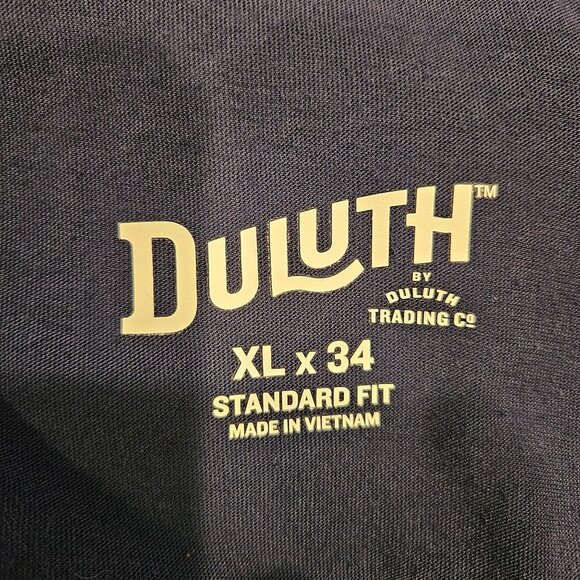 DULUTH™
BY
DULUTH
TRADING Co
XL x 34
STANDARD FIT
MADE IN VIETNAM